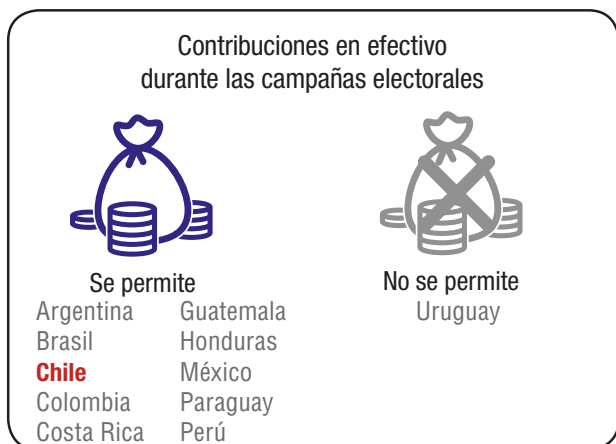 Contribuciones en efectivo
durante las campañas electorales
Se permite
Argentina
Brasil
Chile
Colombia
Costa Rica
Guatemala
Honduras
México
Paraguay
Perú
No se permite
Uruguay